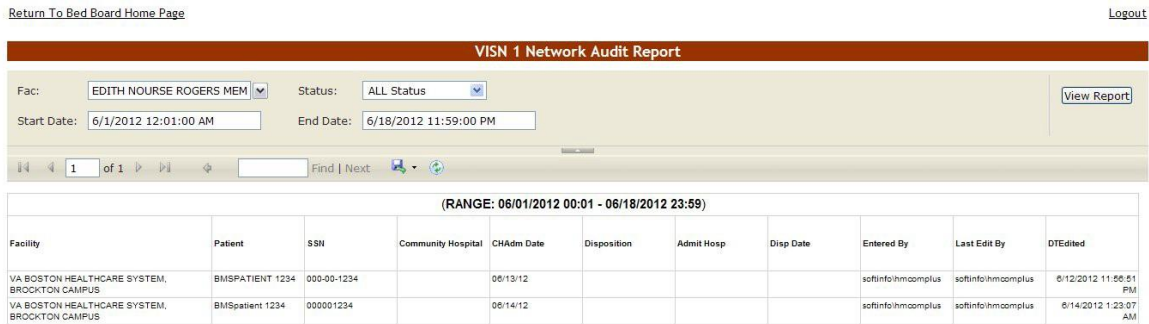 Return To Bed Board Home Page Logout
VISN 1 Network Audit Report
Fac: EDITH NOURSE ROGERS MEM Status: ALL Status View Report
Start Date: 6/1/2012 12:01:00 AM End Date: 6/18/2012 11:59:00 PM
1 of 1 Find | Next
(RANGE: 06/01/2012 00:01 - 06/18/2012 23:59)
Facility Patient SSN Community Hospital CHAdm Date Disposition Admit Hosp Disp Date Entered By Last Edit By DTEdited
VA BOSTON HEALTHCARE SYSTEM, BMSPATIENT 1234 000-00-1234 06/13/12 softinfo\hmcomplus softinfo\hmcomplus 6/12/2012 11:56:51
BROCKTON CAMPUS PM
VA BOSTON HEALTHCARE SYSTEM, BMSpatient 1234 000001234 06/14/12 softinfo\hmcomplus softinfo\hmcomplus 6/14/2012 1:23:07
BROCKTON CAMPUS AM